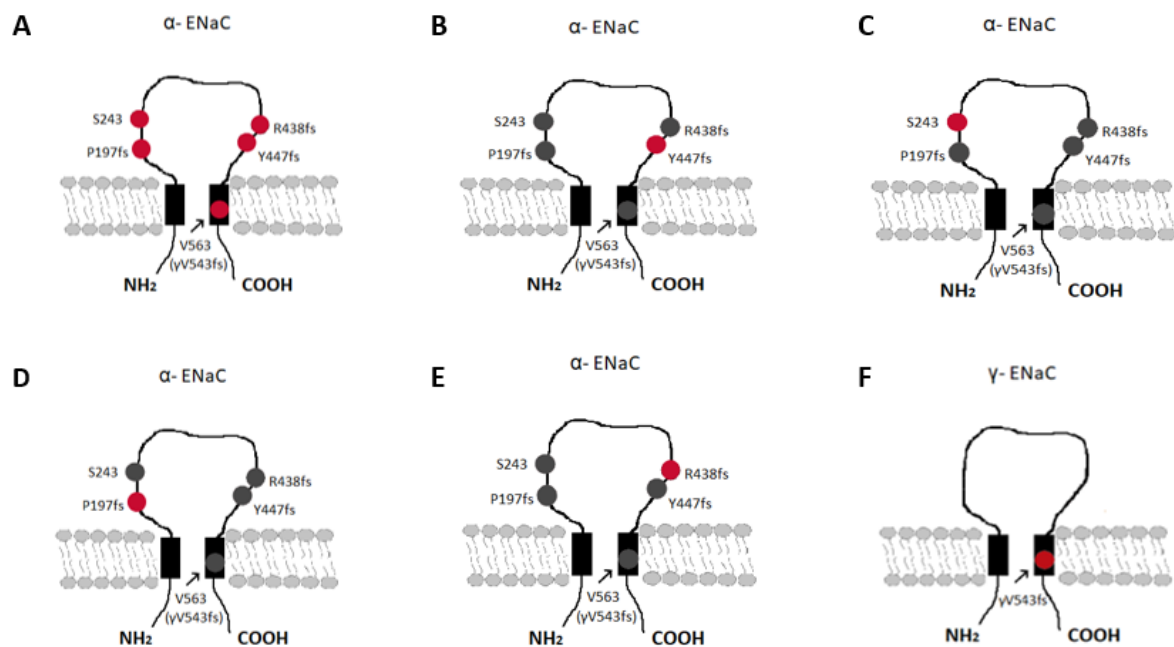 A
α- ENaC
S243
P197fs
R438fs
Y447fs
V563
(γV543fs)
NH₂
COOH
B
α- ENaC
S243
P197fs
R438fs
Y447fs
V563
(γV543fs)
NH₂
COOH
C
α- ENaC
S243
P197fs
R438fs
Y447fs
V563
(γV543fs)
NH₂
COOH
D
α- ENaC
S243
P197fs
R438fs
Y447fs
V563
(γV543fs)
NH₂
COOH
E
α- ENaC
S243
P197fs
R438fs
Y447fs
V563
(γV543fs)
NH₂
COOH
F
γ- ENaC
γV543fs
NH₂
COOH